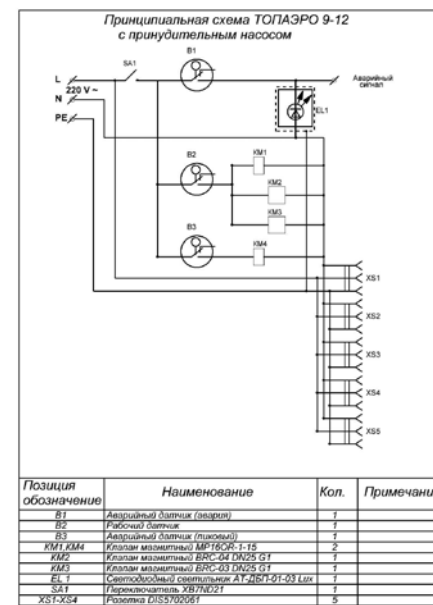 Принципиальная схема ТОПАЭРО 9-12
с принудительным насосом
B1
SA1
L
220 V ~
N
PE
Аварийный
сигнал
EL1
B2
KM1
KM2
KM3
B3
KM4
XS1
XS2
XS3
XS4
XS5
Позиция обозначение Наименование Кол. Примечани
B1 Аварийный датчик (авария) 1
B2 Рабочий датчик 1
B3 Аварийный датчик (пиковый) 1
KM1,KM4 Клапан магнитный MP16OR-1-15 2
KM2 Клапан магнитный BRC-04 DN25 G1 1
KM3 Клапан магнитный BRC-03 DN25 G1 1
EL 1 Светодиодный светильник АТ-ДБП-01-03 Lux 1
SA1 Переключатель XB7ND21 1
XS1-XS4 Розетка DIS5702061 5